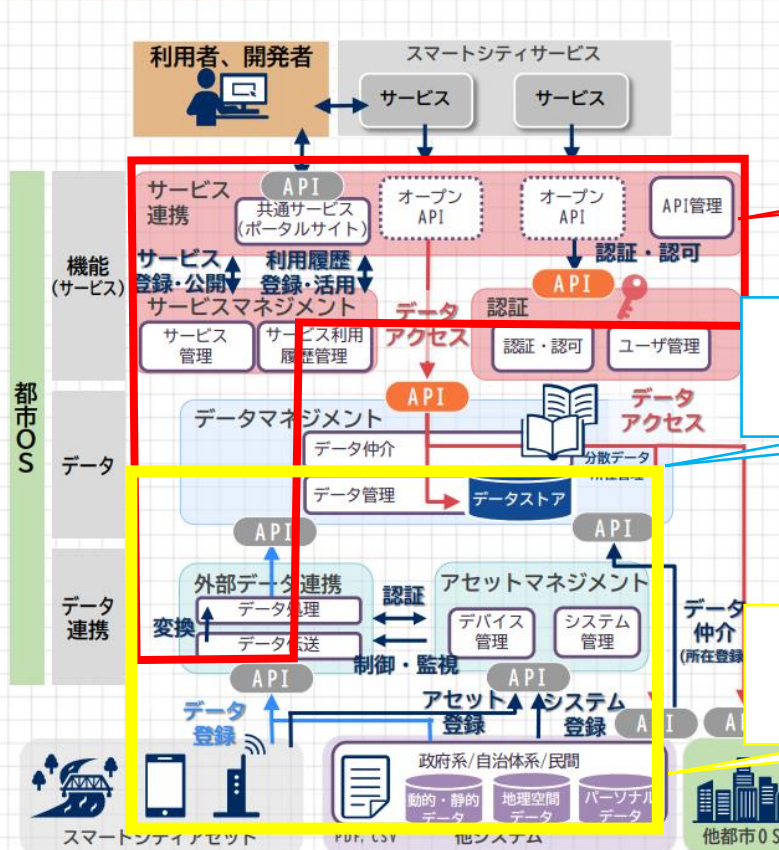 利用者、開発者
スマートシティサービス
サービス
サービス
都市OS
機能
(サービス)
サービス
連携
API
共通サービス
(ポータルサイト)
オープン
API
オープン
API
API管理
サービス
登録・公開
利用履歴
登録・活用
認証・認可
API
サービスマネジメント
サービス
管理
サービス利用
履歴管理
データ
アクセス
認証
認証・認可
ユーザ管理
API
データ
アクセス
データ
データマネジメント
データ仲介
データ管理
データストア
分散データ
API
API
データ
連携
外部データ連携
データ処理
データ伝送
変換
認証
制御・監視
アセットマネジメント
デバイス
管理
システム
管理
データ
仲介
(所在登録
API
API
データ
登録
アセット
登録
システム
登録
スマートシティアセット
政府系/自治体系/民間
動的・静的
データ
地理空間
データ
パーソナル
データ
PDF, CSV
他システム
他都市OS